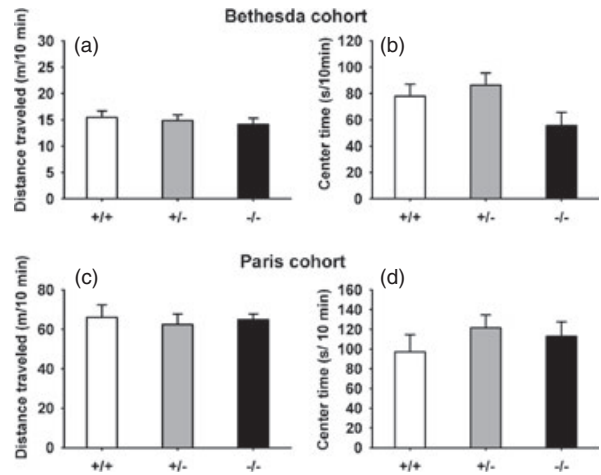 Bethesda cohort
(a)
Distance traveled (m/10 min)
30
25
20
15
10
5
0
+/+ +/- -/-
(b)
Center time (s/10min)
120
100
80
60
40
20
0
+/+ +/- -/-
Paris cohort
(c)
Distance traveled (m/10 min)
80
60
40
20
0
+/+ +/- -/-
(d)
Center time (s/ 10 min)
160
140
120
100
80
60
40
20
0
+/+ +/- -/-